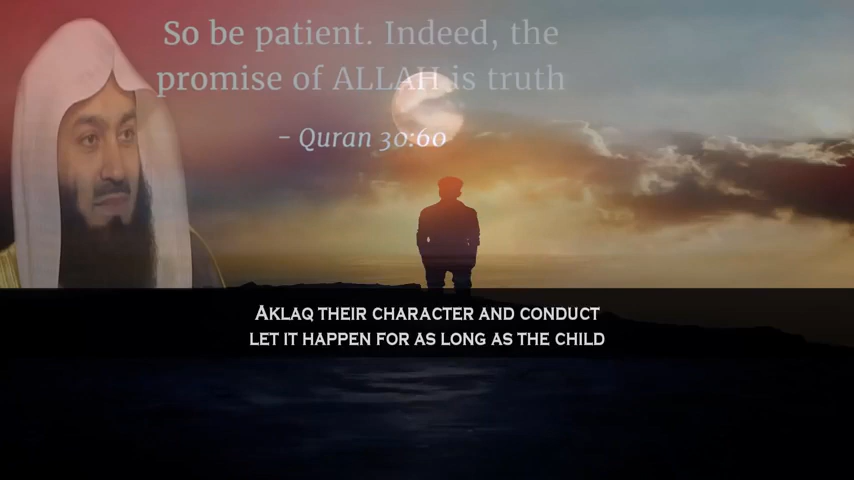 So be patient. Indeed, the
promise of ALLAH is truth
- Quran 30:60
AKLAQ THEIR CHARACTER AND CONDUCT
LET IT HAPPEN FOR AS LONG AS THE CHILD